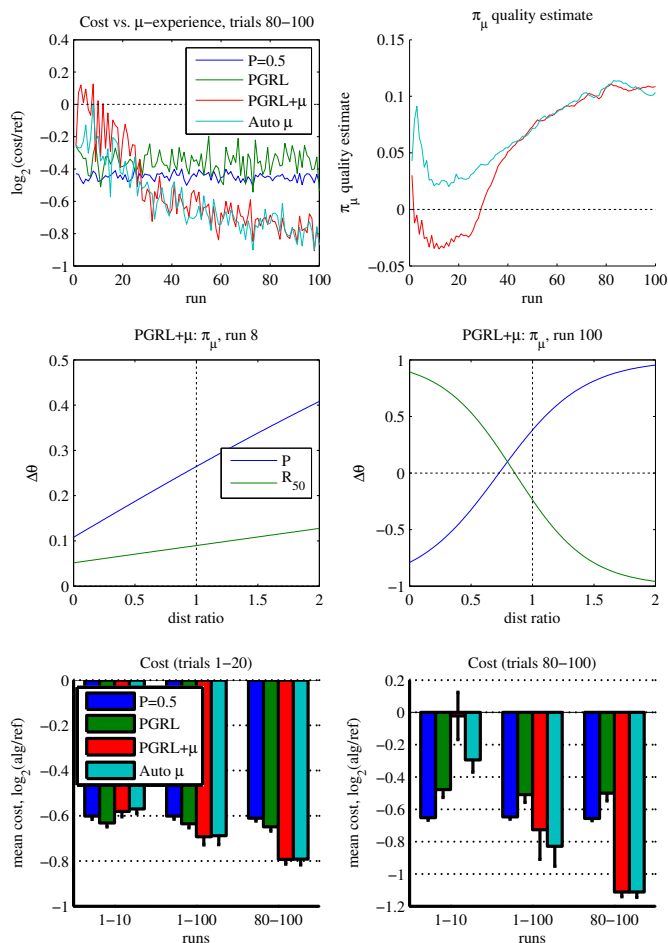 Cost vs. μ−experience, trials 80−100
0.4
0.2
0
−0.2
−0.4
−0.6
−0.8
−1
log2(cost/ref)
P=0.5
PGRL
PGRL+μ
Auto μ
0 20 40 60 80 100
run
πμ quality estimate
0.15
0.1
0.05
0
−0.05
πμ quality estimate
0 20 40 60 80 100
run
PGRL+μ: πμ, run 8
0.5
0.4
0.3
0.2
0.1
0
Δθ
P
R50
0 0.5 1 1.5 2
dist ratio
PGRL+μ: πμ, run 100
1
0.5
0
−0.5
−1
Δθ
0 0.5 1 1.5 2
dist ratio
Cost (trials 1−20)
0
−0.2
−0.4
−0.6
−0.8
−1
mean cost, log2(alg/ref)
P=0.5
PGRL
PGRL+μ
Auto μ
1−10 1−100 80−100
runs
Cost (trials 80−100)
0.2
0
−0.2
−0.4
−0.6
−0.8
−1
−1.2
mean cost, log2(alg/ref)
1−10 1−100 80−100
runs